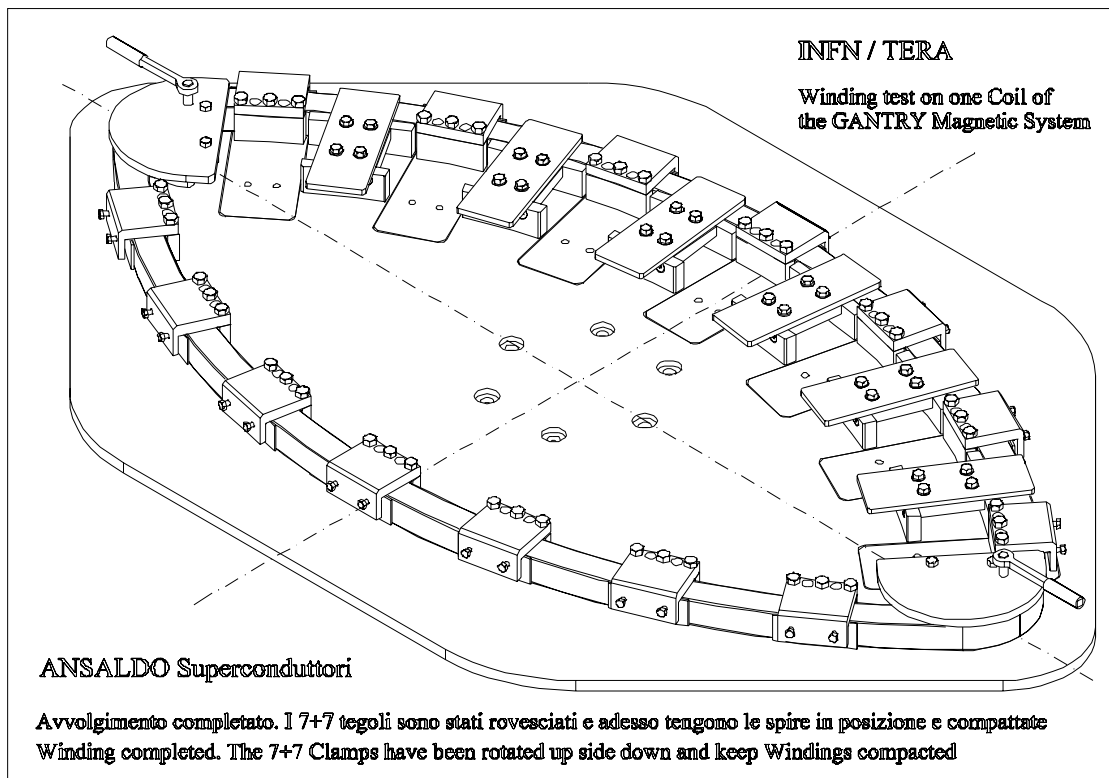 INFN / TERA
Winding test on one Coil of
the GANTRY Magnetic System
ANSALDO Superconduttori
Avvolgimento completato. I 7+7 tegoli sono stati rovesciati e adesso tengono le spire in posizione e compattate
Winding completed. The 7+7 Clamps have been rotated up side down and keep Windings compacted